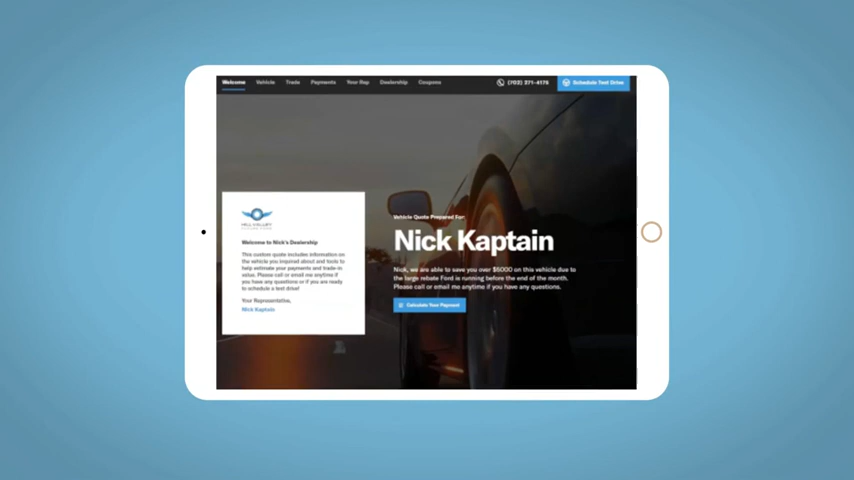 Welcome Vehicle Trade Payments Your Rep Dealership Coupons (702) 271-4175 Schedule Test Drive
HILL VALLEY
Welcome to Nick's Dealership
This custom quote includes information on
the vehicle you inquired about and tools to
help estimate your payments and trade-in
value. Please call or email me anytime if
you have any questions or if you are ready
to schedule a test drive!
Your Representative,
Nick Kaptain
Vehicle Quote Prepared For:
Nick Kaptain
Nick, we are able to save you over $6000 on this vehicle due to
the large rebate Ford is running before the end of the month.
Please call or email me anytime if you have any questions.
Calculate Your Payment